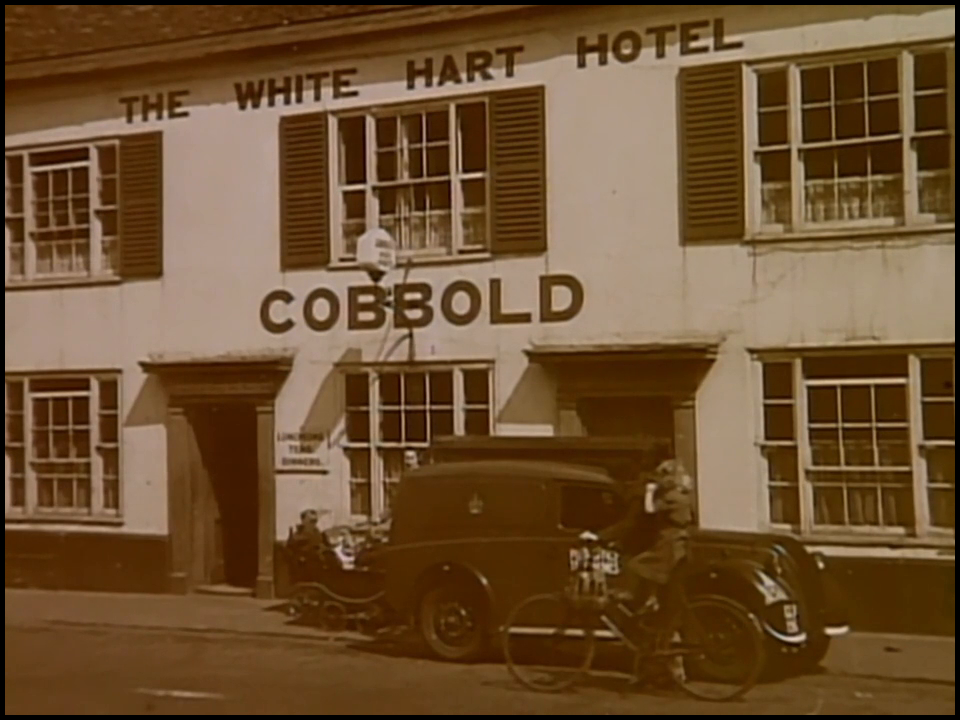 THE WHITE HART HOTEL
COBBOLD
LUNCHEONS
TEAS
DINNERS